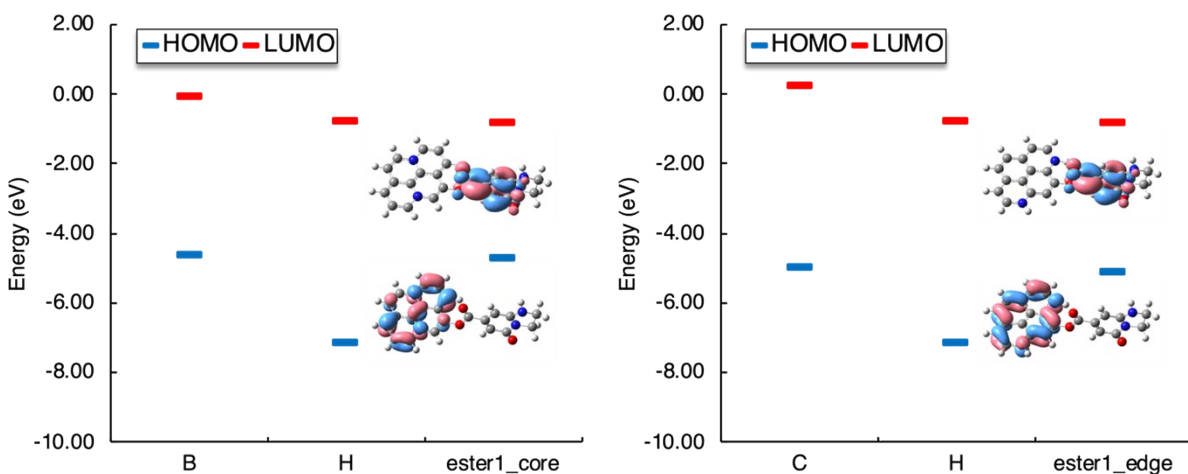 HOMO LUMO
Energy (eV)
2.00
0.00
-2.00
-4.00
-6.00
-8.00
-10.00
B H ester1_core
HOMO LUMO
Energy (eV)
2.00
0.00
-2.00
-4.00
-6.00
-8.00
-10.00
C H ester1_edge